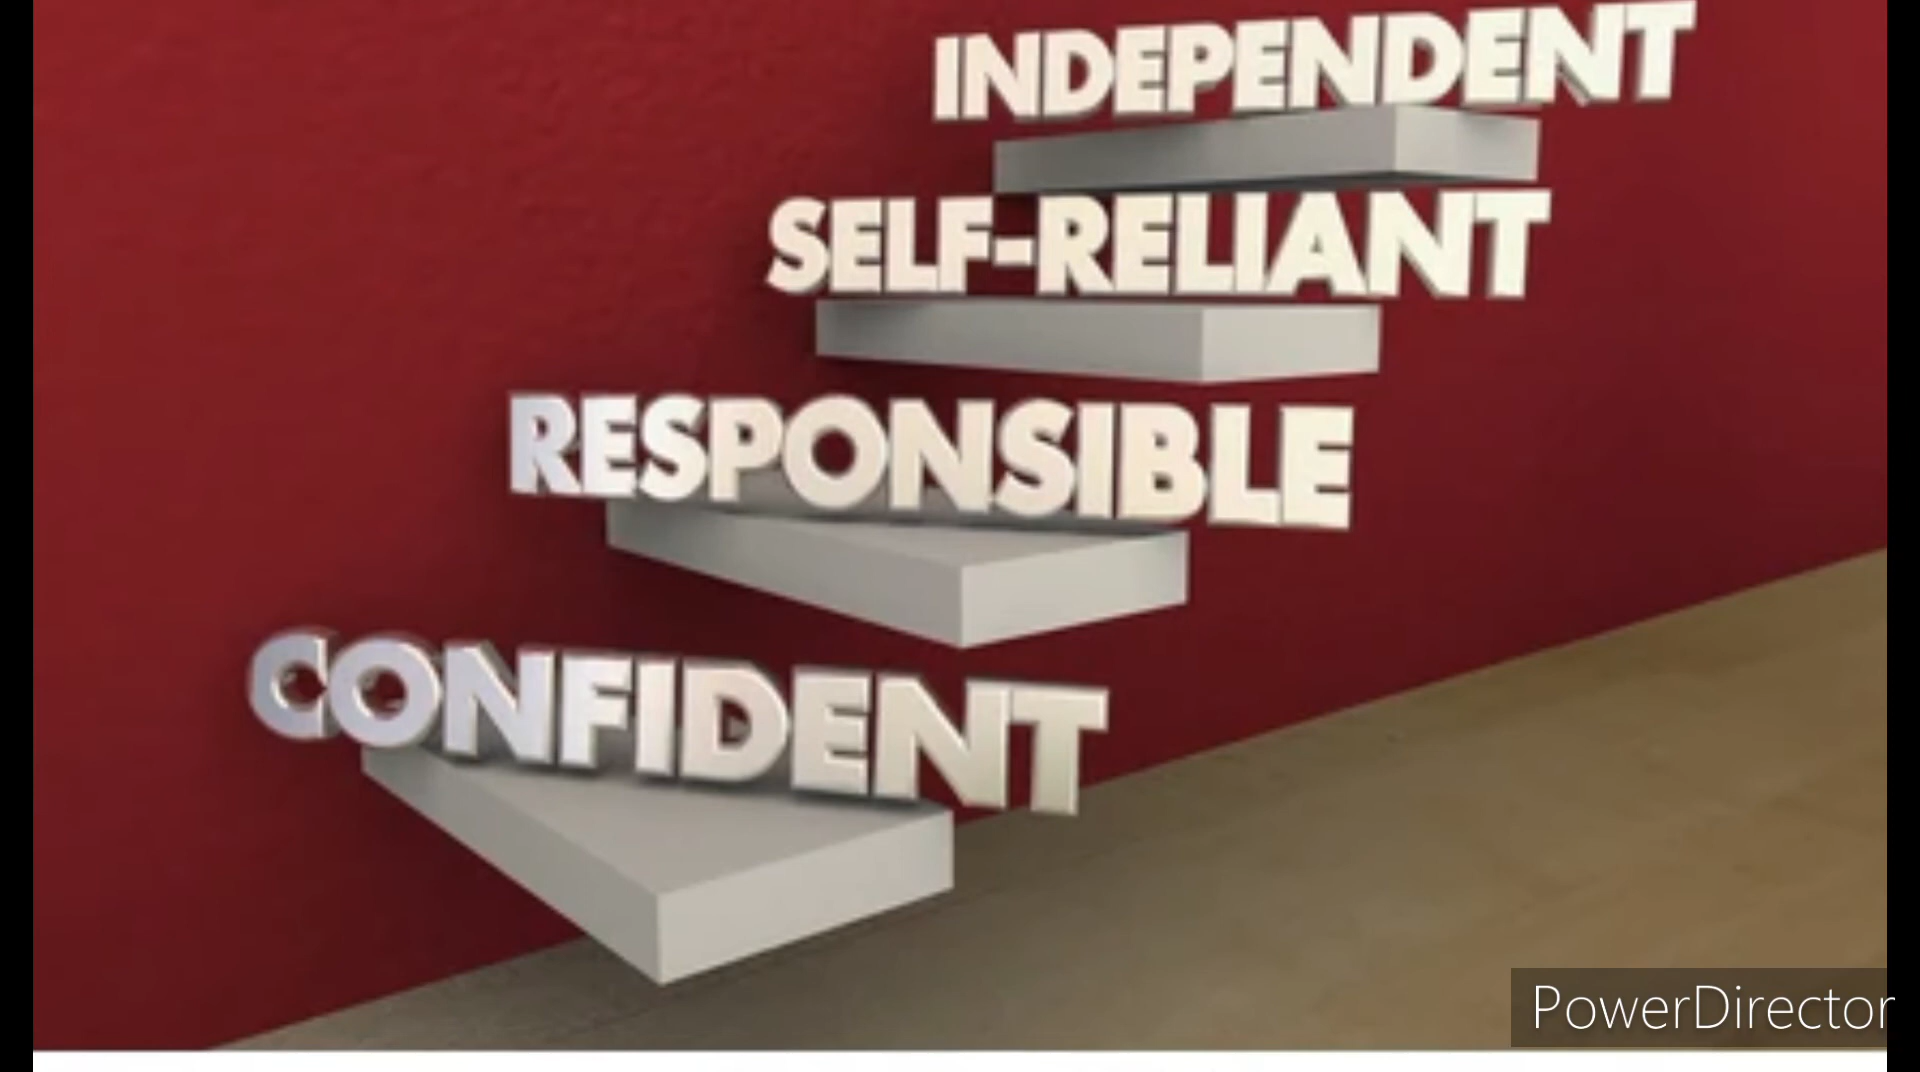 INDEPENDENT
SELF-RELIANT
RESPONSIBLE
CONFIDENT
PowerDirector